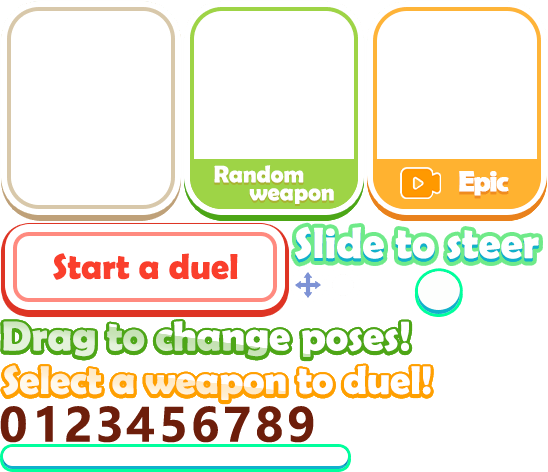 Random
weapon
Epic
Start a duel
Slide to steer
Drag to change poses!
Select a weapon to duel!
0123456789